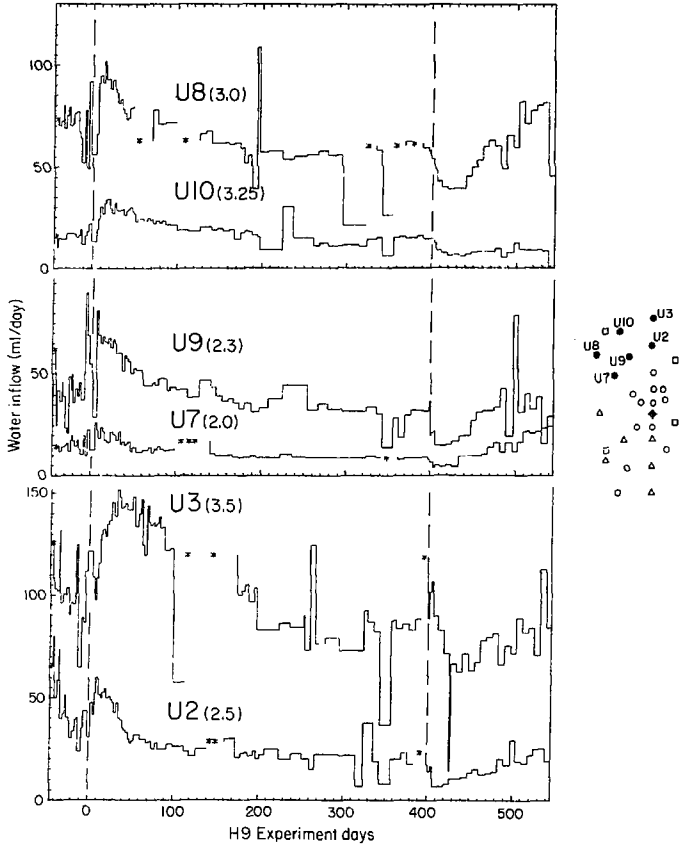 100
U8 (3.0)
50
U10 (3.25)
0
Water inflow (ml/day)
U9 (2.3)
50
U7 (2.0)
0
150
U3 (3.5)
100
50
U2 (2.5)
0
0 100 200 300 400 500
H9 Experiment days
U3
U10
U2
U8
U9
U7